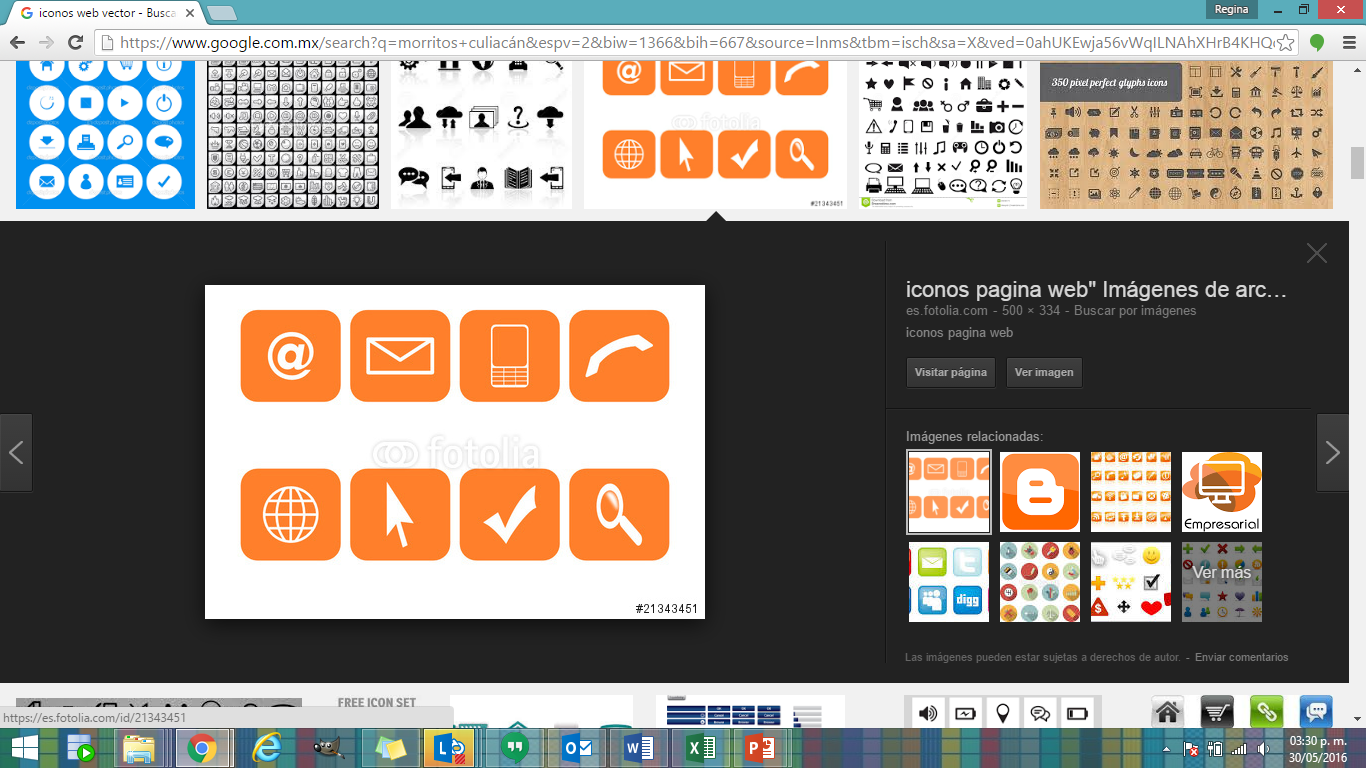 iconos web vector - Busca
Regina
https://www.google.com.mx/search?q=morritos+culiacán&espv=2&biw=1366&bih=667&source=lnms&tbm=isch&sa=X&ved=0ahUKEwja56vWqILNAhXHrB4KHQ
350 pixel perfect glyphs icons
@
fotolia
#21343451
iconos pagina web" Imágenes de arc...
es.fotolia.com - 500 × 334 - Buscar por imágenes
iconos pagina web
Visitar página
Ver imagen
@
fotolia
#21343451
Imágenes relacionadas:
Empresarial
digg
Ver más
Las imágenes pueden estar sujetas a derechos de autor. - Enviar comentarios
FREE ICON SET
https://es.fotolia.com/id/21343451
03:30 p. m.
30/05/2016